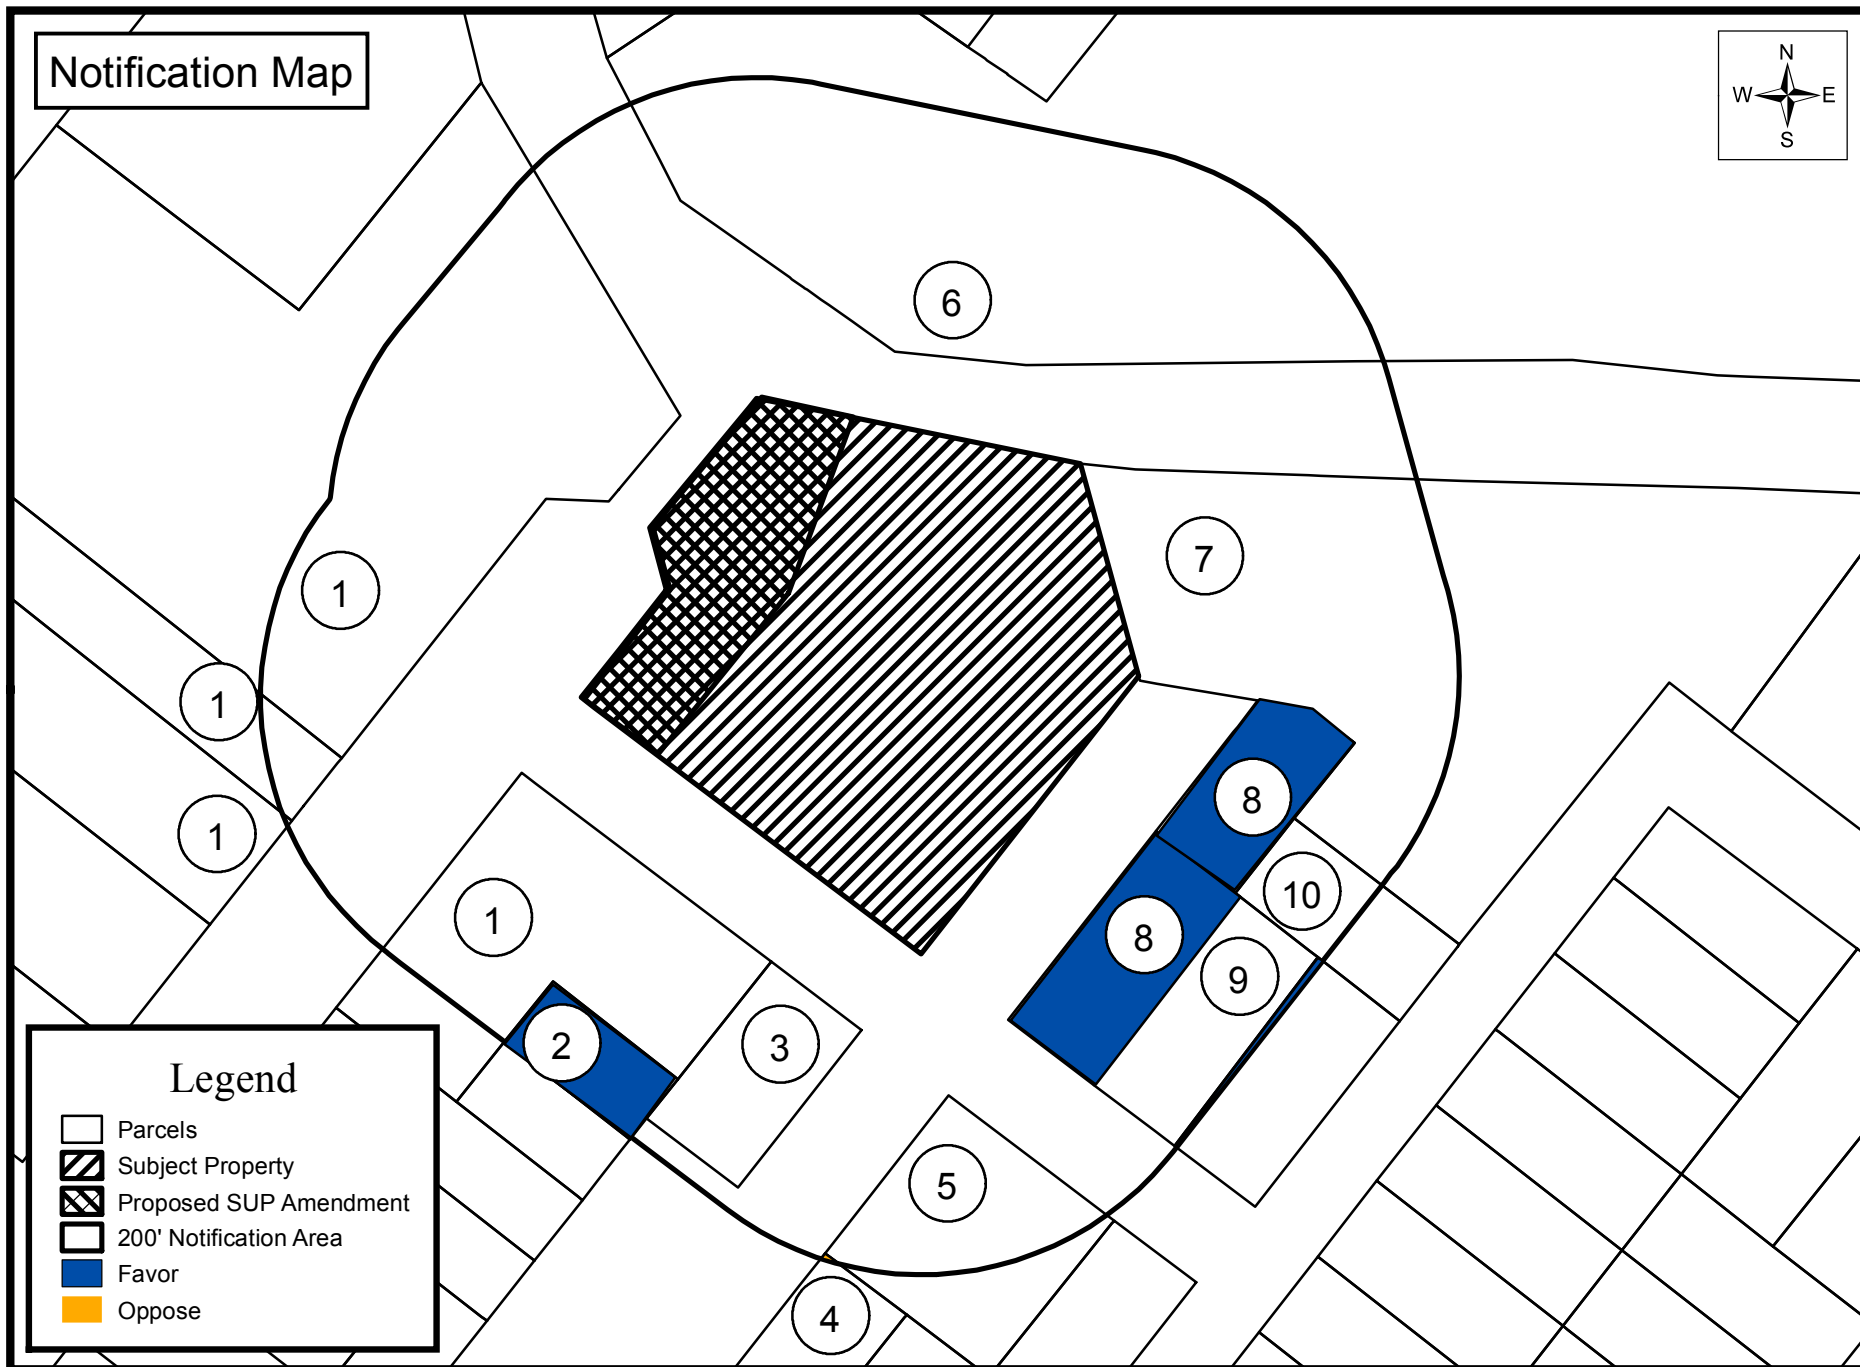 Notification Map
N
W E
S
6
7
1
1
8
1
10
1
8
9
2
3
5
4
Legend
Parcels
Subject Property
Proposed SUP Amendment
200' Notification Area
Favor
Oppose